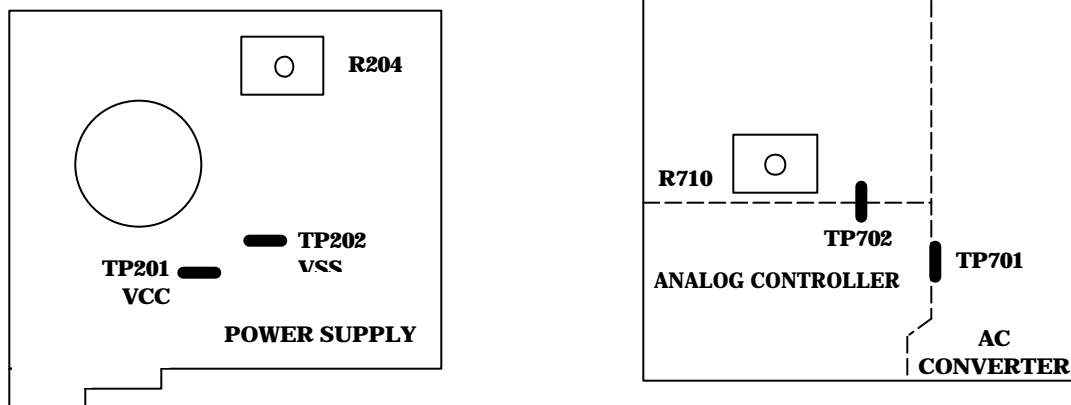 R204
TP202
VSS
TP201
VCC
POWER SUPPLY
R710
TP702
TP701
ANALOG CONTROLLER
AC
CONVERTER